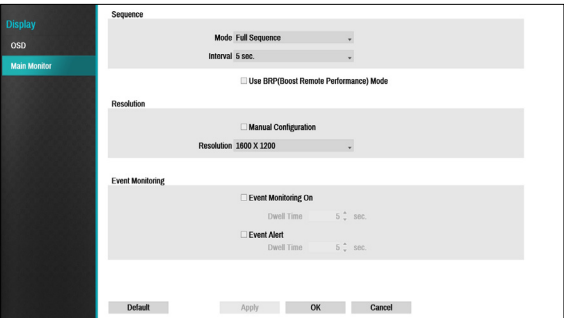 Display
OSD
Main Monitor
Sequence
Mode Full Sequence
Interval 5 sec.
Use BRP(Boost Remote Performance) Mode
Resolution
Manual Configuration
Resolution 1600 X 1200
Event Monitoring
Event Monitoring On
Dwell Time 5 sec.
Event Alert
Dwell Time 5 sec.
Default Apply OK Cancel